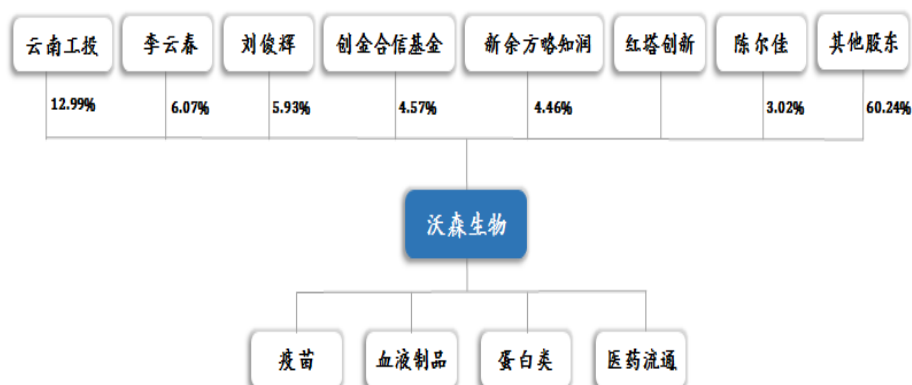 云南工投 李云春 刘俊辉 创金合信基金 新余方略知润 红塔创新 陈尔佳 其他股东
12.99% 6.07% 5.93% 4.57% 4.46% 3.02% 60.24%
沃森生物
疫苗 血液制品 蛋白类 医药流通